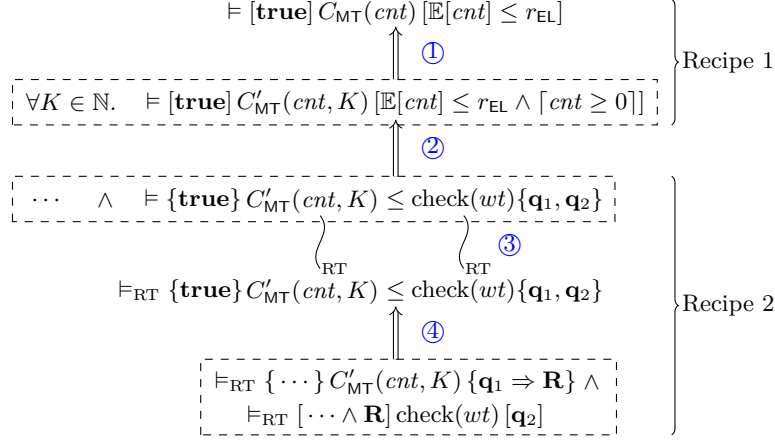 ⊨ [true] C_MT(cnt) [𝔼[cnt] ≤ r_EL]
①
Recipe 1
∀K ∈ ℕ. ⊨ [true] C′_MT(cnt, K) [𝔼[cnt] ≤ r_EL ∧ ⌈cnt ≥ 0⌉]
②
··· ∧ ⊨ {true} C′_MT(cnt, K) ≤ check(wt){q₁, q₂}
③
RT RT
⊨_RT {true} C′_MT(cnt, K) ≤ check(wt){q₁, q₂}
Recipe 2
④
⊨_RT {···} C′_MT(cnt, K) {q₁ ⇒ R} ∧
⊨_RT [··· ∧ R] check(wt) [q₂]